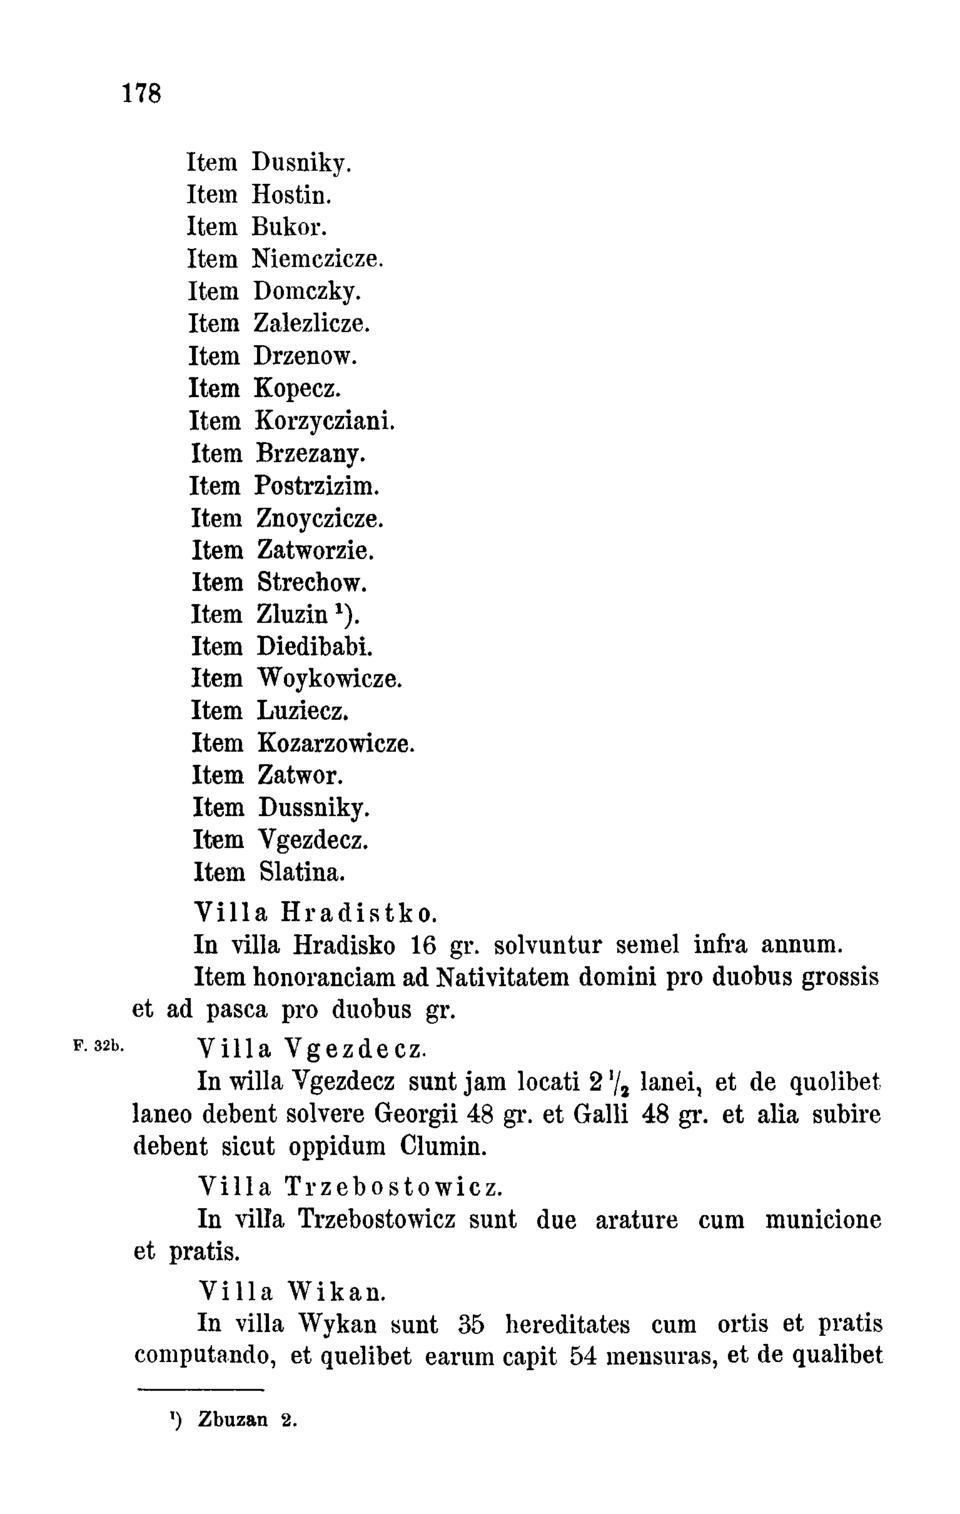 178
Item Dusniky.
Item Hostin.
Item Bukor.
Item Niemczicze.
Item Domczky.
Item Zalezlicze.
Item Drzenow.
Item Kopecz.
Item Korzycziani.
Item Brzezany.
Item Postrzizim.
Item Znoyczicze.
Item Zatworzie.
Item Strechow.
Item Zluzin ¹).
Item Diedibabi.
Item Woykowicze.
Item Luziecz.
Item Kozarzowicze.
Item Zatwor.
Item Dussniky.
Item Vgezdecz.
Item Slatina.
Villa Hradistko.
In villa Hradisko 16 gr. solvuntur semel infra annum.
Item honoranciam ad Nativitatem domini pro duobus grossis
et ad pasca pro duobus gr.
F. 32b. Villa Vgezdecz.
In willa Vgezdecz sunt jam locati 2 ¹/₂ lanei, et de quolibet
laneo debent solvere Georgii 48 gr. et Galli 48 gr. et alia subire
debent sicut oppidum Clumin.
Villa Trzebostowicz.
In villa Trzebostowicz sunt due arature cum municione
et pratis.
Villa Wikan.
In villa Wykan sunt 35 hereditates cum ortis et pratis
computando, et quelibet earum capit 54 mensuras, et de qualibet
¹) Zbuzan 2.